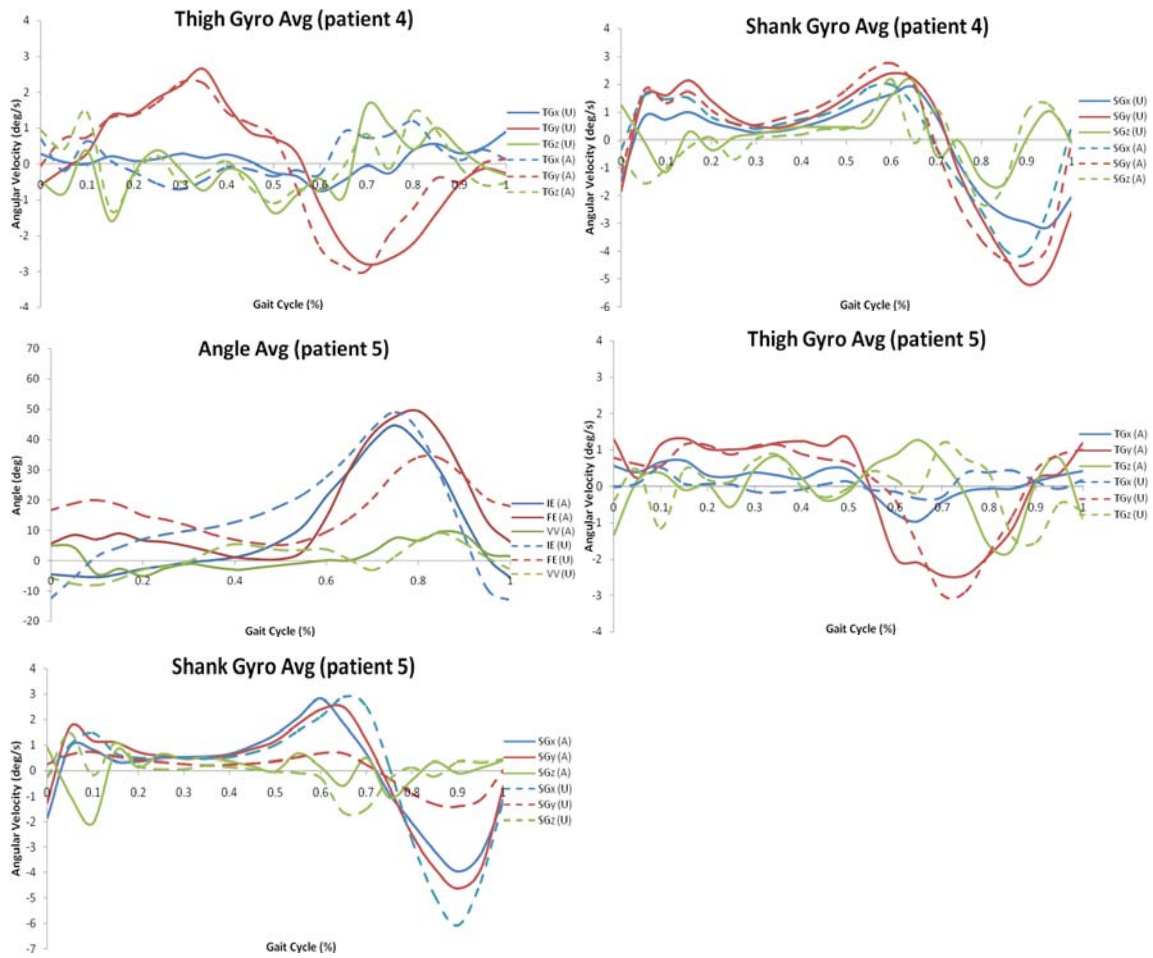 Thigh Gyro Avg (patient 4)
Angular Velocity (deg/s)
4
3
2
1
0
-1
-2
-3
-4
0 0.1 0.2 0.3 0.4 0.5 0.6 0.7 0.8 0.9 1
Gait Cycle (%)
TGx (U)
TGy (U)
TGz (U)
TGx (A)
TGy (A)
TGz (A)
Shank Gyro Avg (patient 4)
Angular Velocity (deg/s)
4
3
2
1
0
-1
-2
-3
-4
-5
-6
0 0.1 0.2 0.3 0.4 0.5 0.6 0.7 0.8 0.9 1
Gait Cycle (%)
SGx (U)
SGy (U)
SGz (U)
SGx (A)
SGy (A)
SGz (A)
Angle Avg (patient 5)
Angle (deg)
70
60
50
40
30
20
10
0
-10
-20
0 0.2 0.4 0.6 0.8 1
Gait Cycle (%)
IE (A)
FE (A)
VV (A)
IE (U)
FE (U)
VV (U)
Thigh Gyro Avg (patient 5)
Angular Velocity (deg/s)
4
3
2
1
0
-1
-2
-3
-4
0 0.1 0.2 0.3 0.4 0.5 0.6 0.7 0.8 0.9 1
Gait Cycle (%)
TGx (A)
TGy (A)
TGz (A)
TGx (U)
TGy (U)
TGz (U)
Shank Gyro Avg (patient 5)
Angular Velocity (deg/s)
4
3
2
1
0
-1
-2
-3
-4
-5
-6
-7
0 0.1 0.2 0.3 0.4 0.5 0.6 0.7 0.8 0.9 1
Gait Cycle (%)
SGx (A)
SGy (A)
SGz (A)
SGx (U)
SGy (U)
SGz (U)